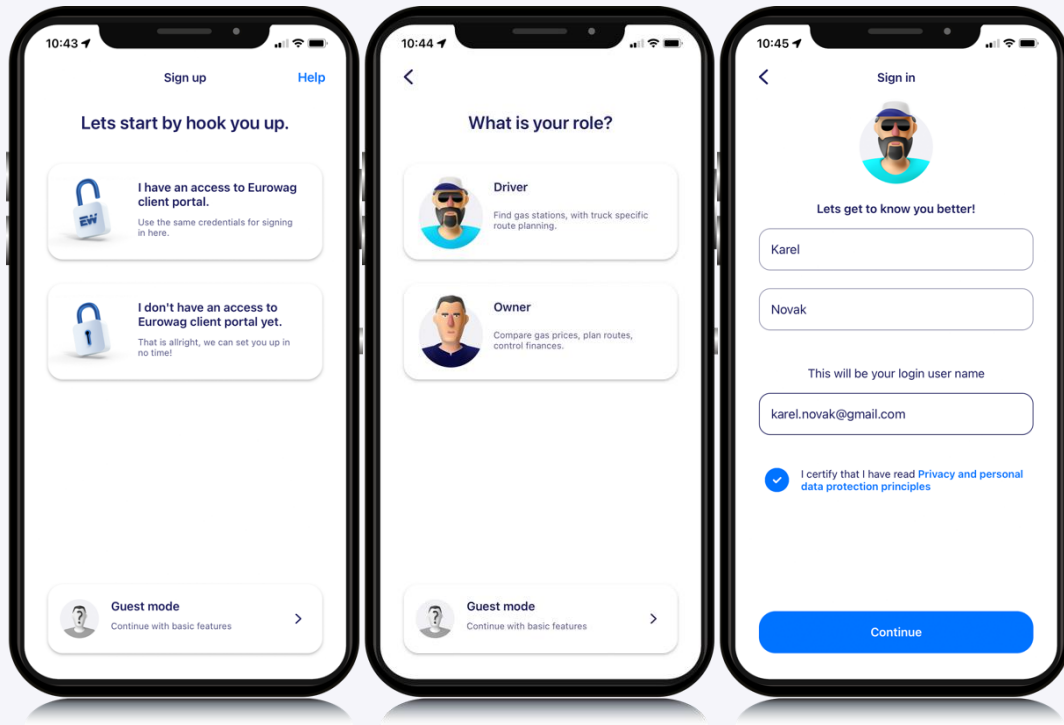 10:43
Sign up
Help
Lets start by hook you up.
EW
I have an access to Eurowag
client portal.
Use the same credentials for signing
in here.
I don't have an access to
Eurowag client portal yet.
That is allright, we can set you up in
no time!
?
Guest mode
Continue with basic features
10:44
What is your role?
Driver
Find gas stations, with truck specific
route planning.
Owner
Compare gas prices, plan routes,
control finances.
?
Guest mode
Continue with basic features
10:45
Sign in
Lets get to know you better!
Karel
Novak
This will be your login user name
karel.novak@gmail.com
I certify that I have read Privacy and personal
data protection principles
Continue